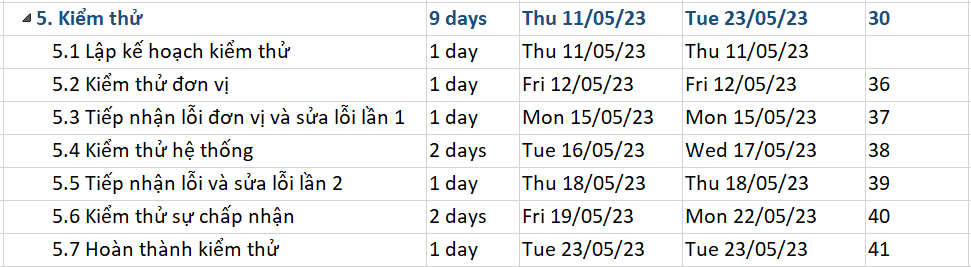 5. Kiểm thử 9 days Thu 11/05/23 Tue 23/05/23 30
5.1 Lập kế hoạch kiểm thử 1 day Thu 11/05/23 Thu 11/05/23
5.2 Kiểm thử đơn vị 1 day Fri 12/05/23 Fri 12/05/23 36
5.3 Tiếp nhận lỗi đơn vị và sửa lỗi lần 1 1 day Mon 15/05/23 Mon 15/05/23 37
5.4 Kiểm thử hệ thống 2 days Tue 16/05/23 Wed 17/05/23 38
5.5 Tiếp nhận lỗi và sửa lỗi lần 2 1 day Thu 18/05/23 Thu 18/05/23 39
5.6 Kiểm thử sự chấp nhận 2 days Fri 19/05/23 Mon 22/05/23 40
5.7 Hoàn thành kiểm thử 1 day Tue 23/05/23 Tue 23/05/23 41